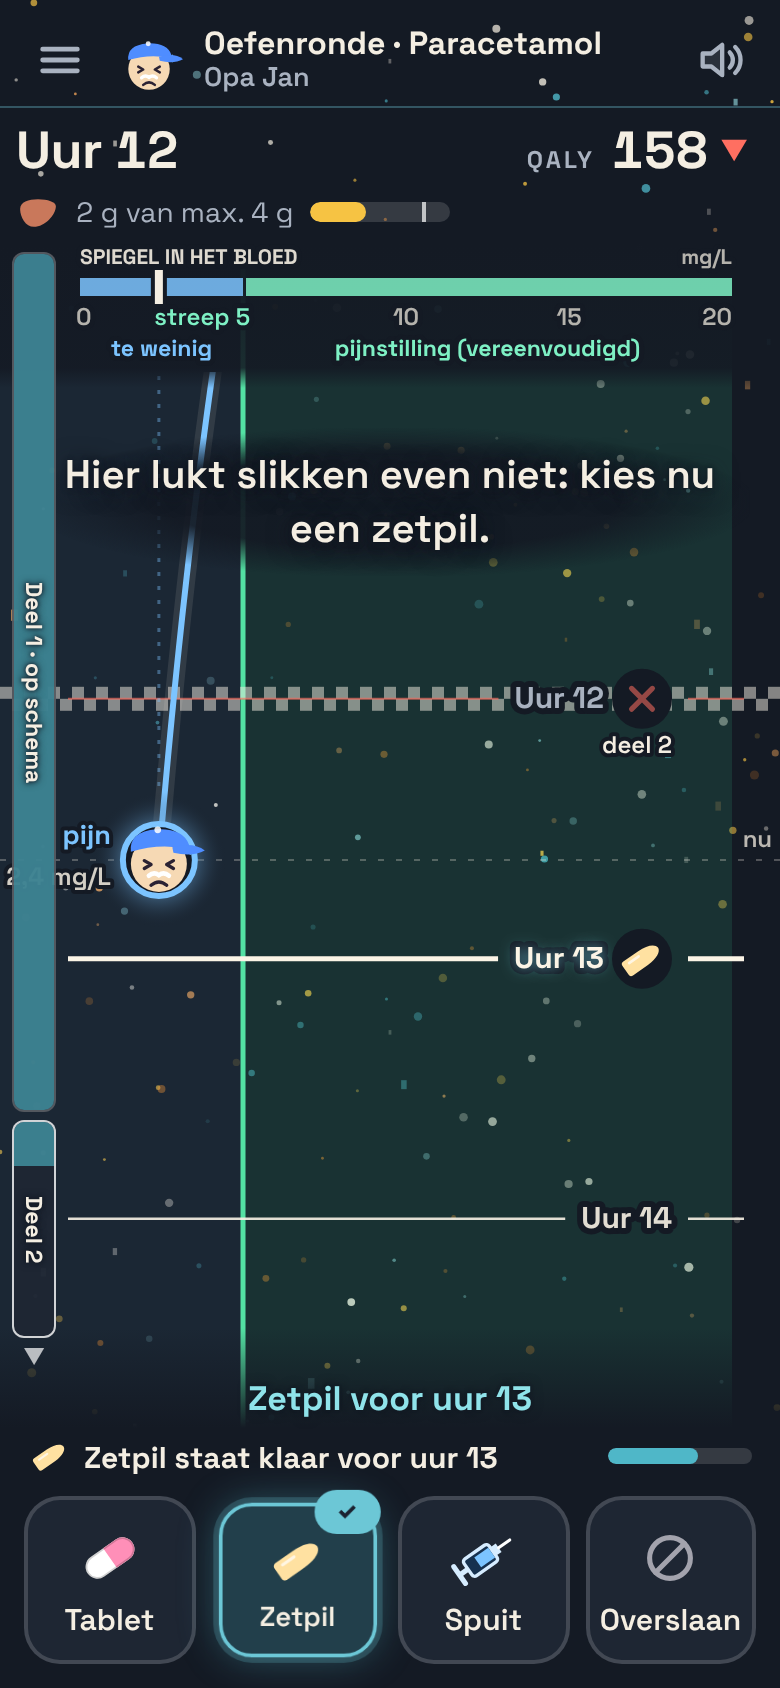 Oefenronde · Paracetamol
Opa Jan
Uur 12
QALY 158
2 g van max. 4 g
SPIEGEL IN HET BLOED mg/L
0 streep 5 10 15 20
te weinig pijnstilling (vereenvoudigd)
Hier lukt slikken even niet: kies nu
een zetpil.
Deel 1 · op schema
Uur 12
deel 2
pijn
nu
2,4 mg/L
Uur 13
Deel 2
Uur 14
Zetpil voor uur 13
Zetpil staat klaar voor uur 13
Tablet Zetpil Spuit Overslaan